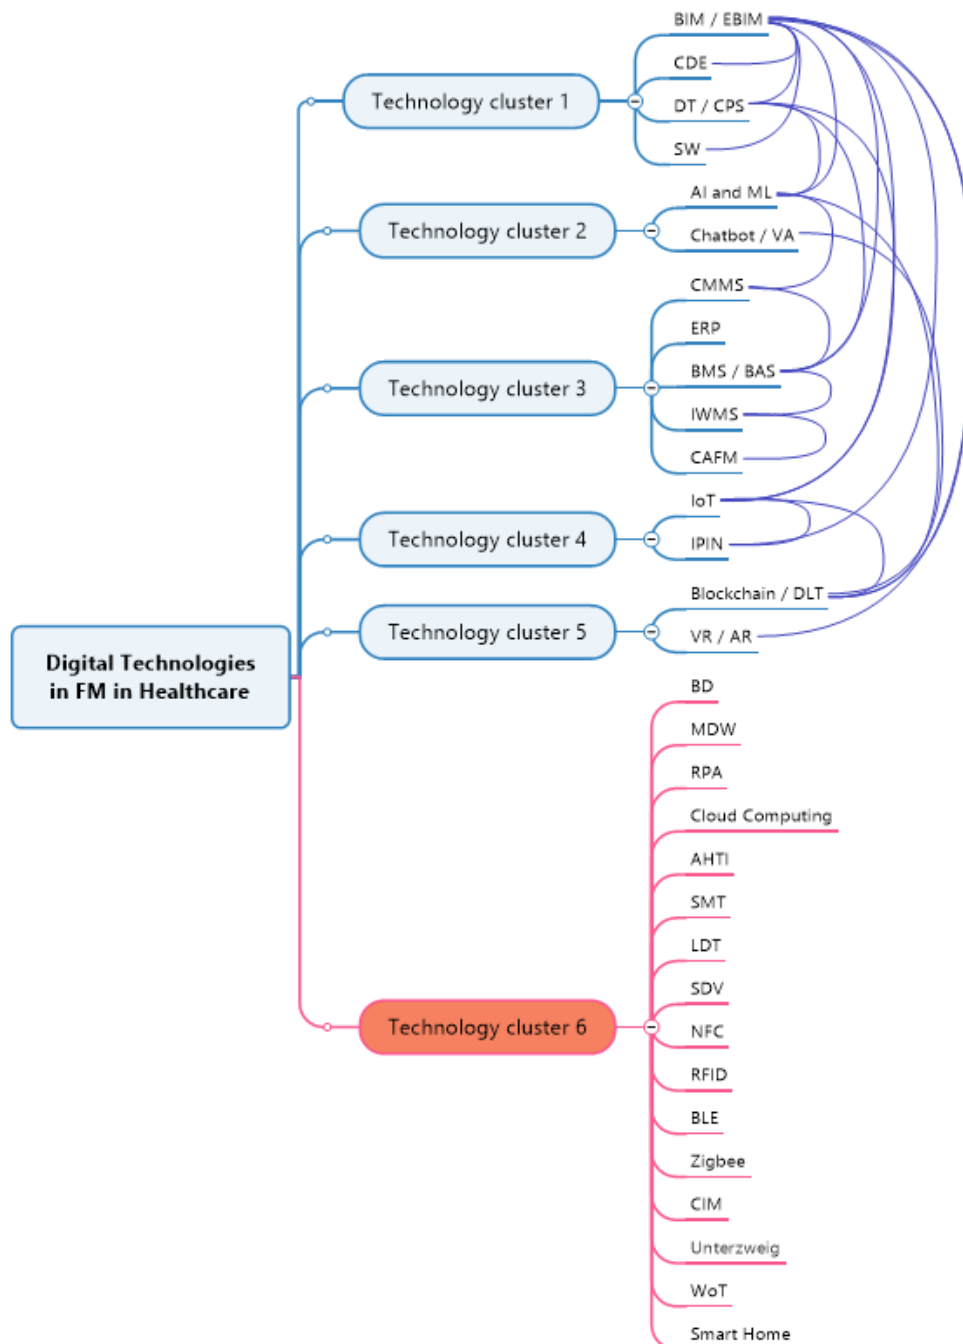 Digital Technologies
in FM in Healthcare
Technology cluster 1
BIM / EBIM
CDE
DT / CPS
SW
Technology cluster 2
AI and ML
Chatbot / VA
Technology cluster 3
CMMS
ERP
BMS / BAS
IWMS
CAFM
Technology cluster 4
IoT
IPIN
Technology cluster 5
Blockchain / DLT
VR / AR
Technology cluster 6
BD
MDW
RPA
Cloud Computing
AHTI
SMT
LDT
SDV
NFC
RFID
BLE
Zigbee
CIM
Unterzweig
WoT
Smart Home